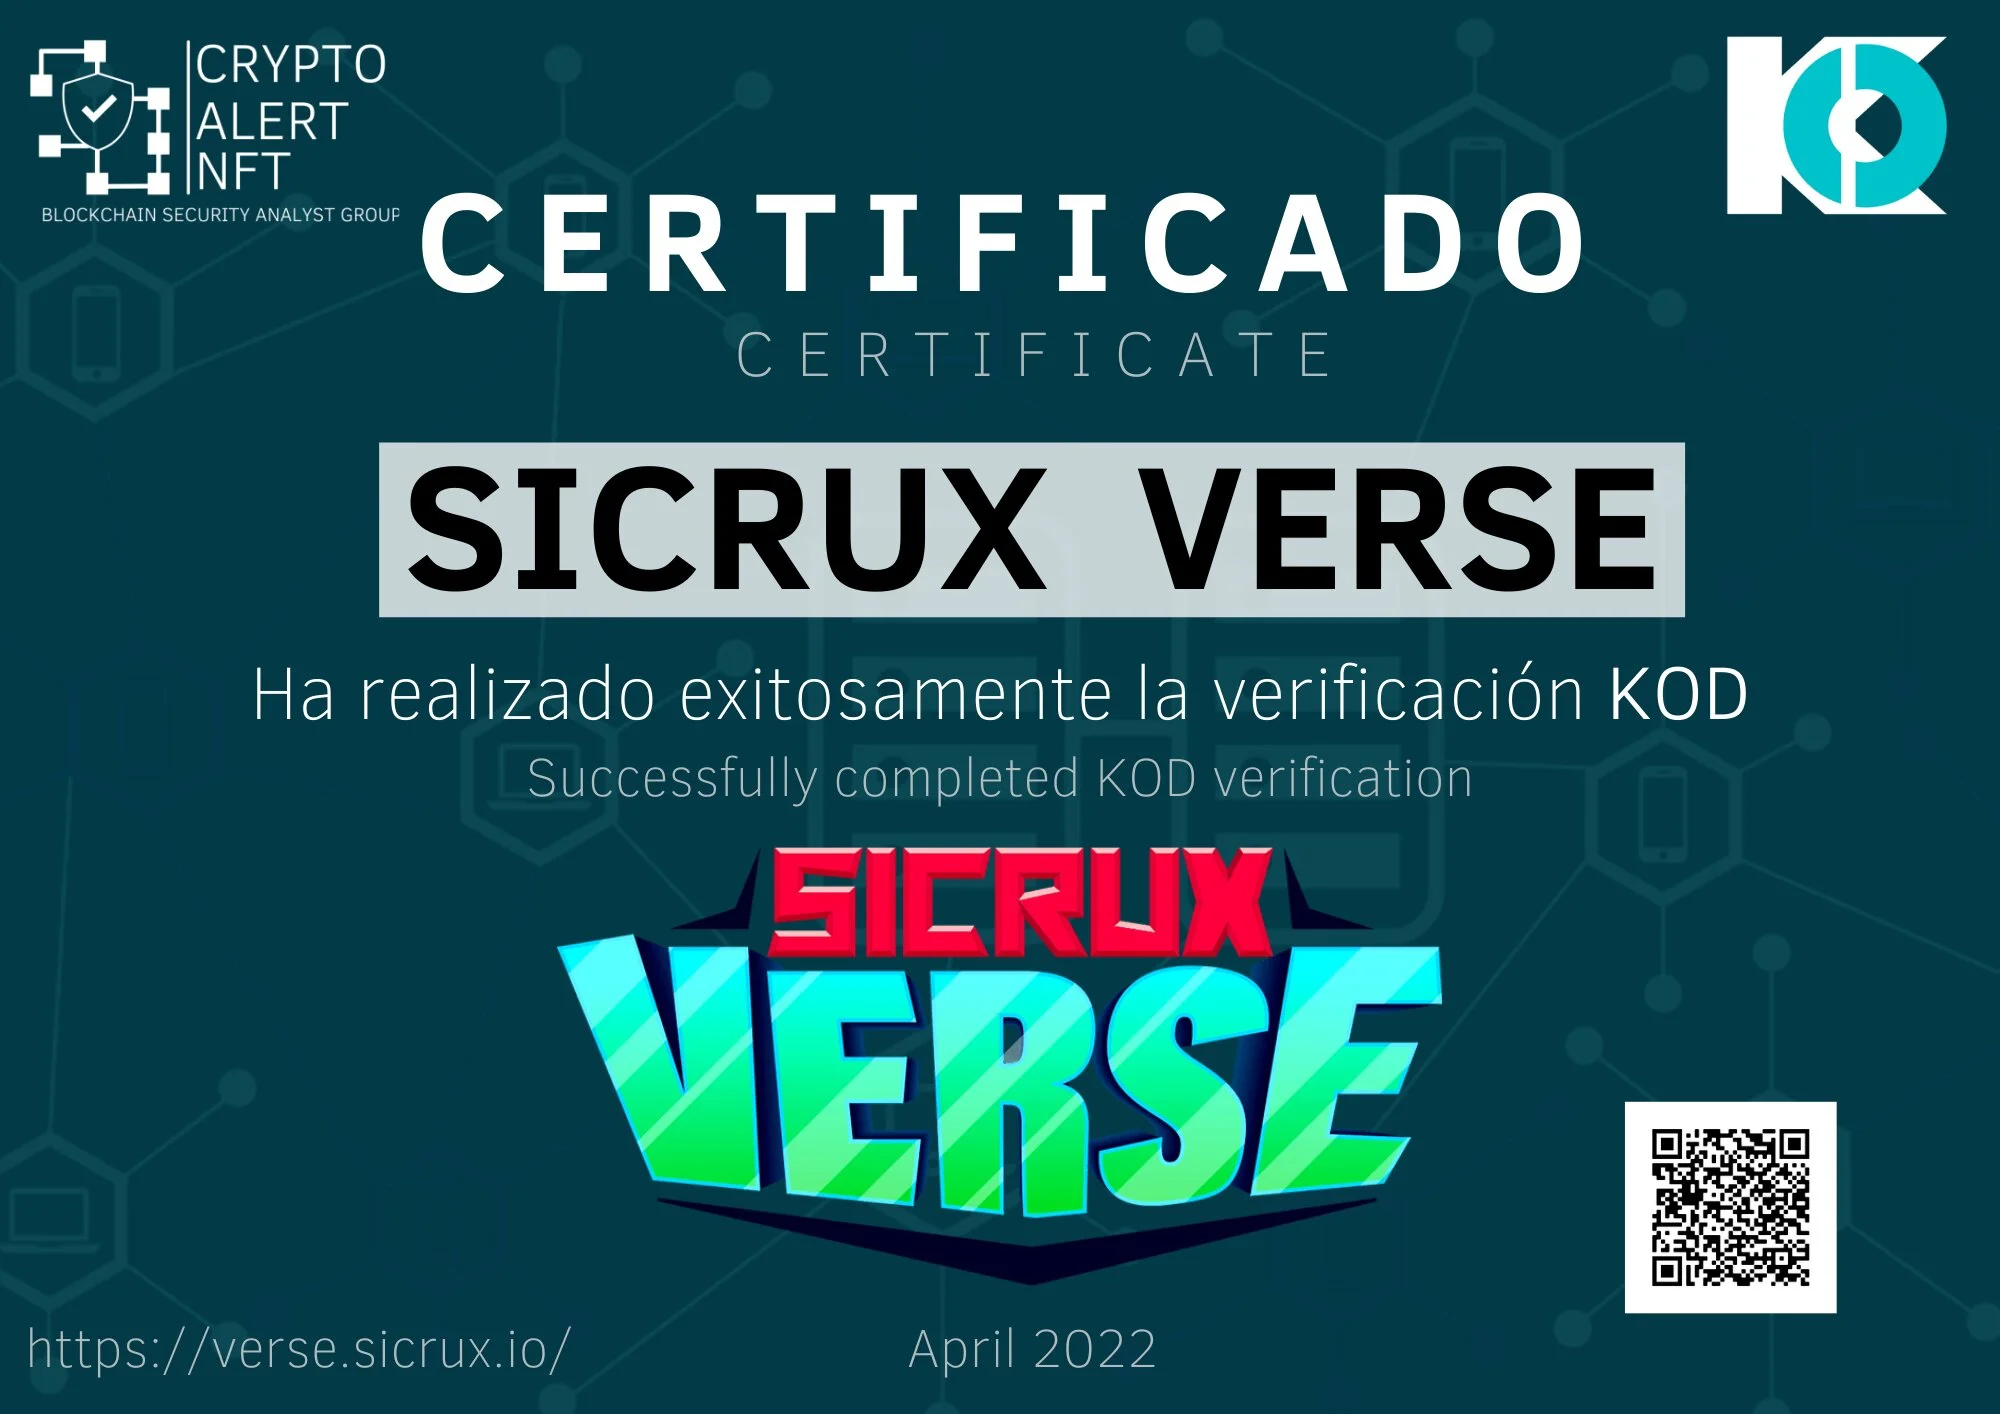 CRYPTO
ALERT
NFT
BLOCKCHAIN SECURITY ANALYST GROUP
CERTIFICADO
CERTIFICATE
SICRUX VERSE
Ha realizado exitosamente la verificación KOD
Successfully completed KOD verification
SICRUX
VERSE
https://verse.sicrux.io/
April 2022